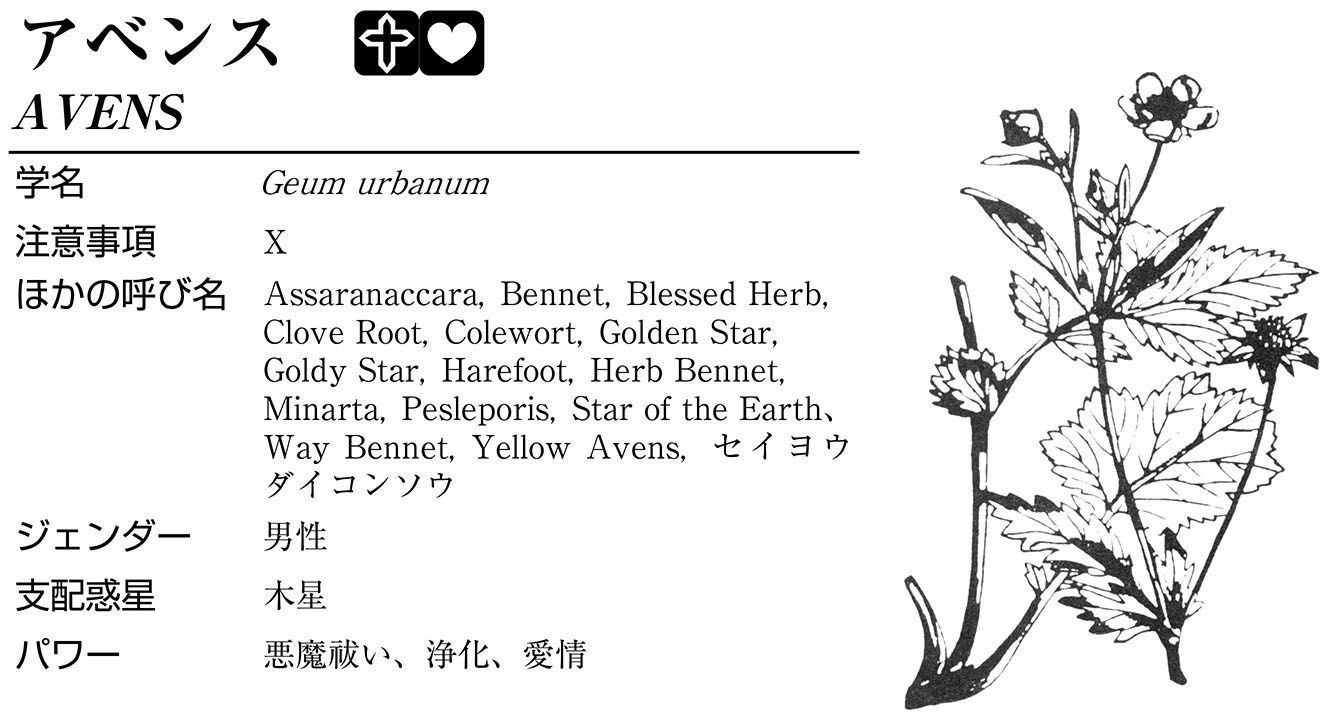 アベンス
AVENS
学名 Geum urbanum
注意事項 X
ほかの呼び名 Assaranaccara, Bennet, Blessed Herb,
Clove Root, Colewort, Golden Star,
Goldy Star, Harefoot, Herb Bennet,
Minarta, Pesleporis, Star of the Earth、
Way Bennet, Yellow Avens, セイヨウ
ダイコンソウ
ジェンダー 男性
支配惑星 木星
パワー 悪魔祓い、浄化、愛情